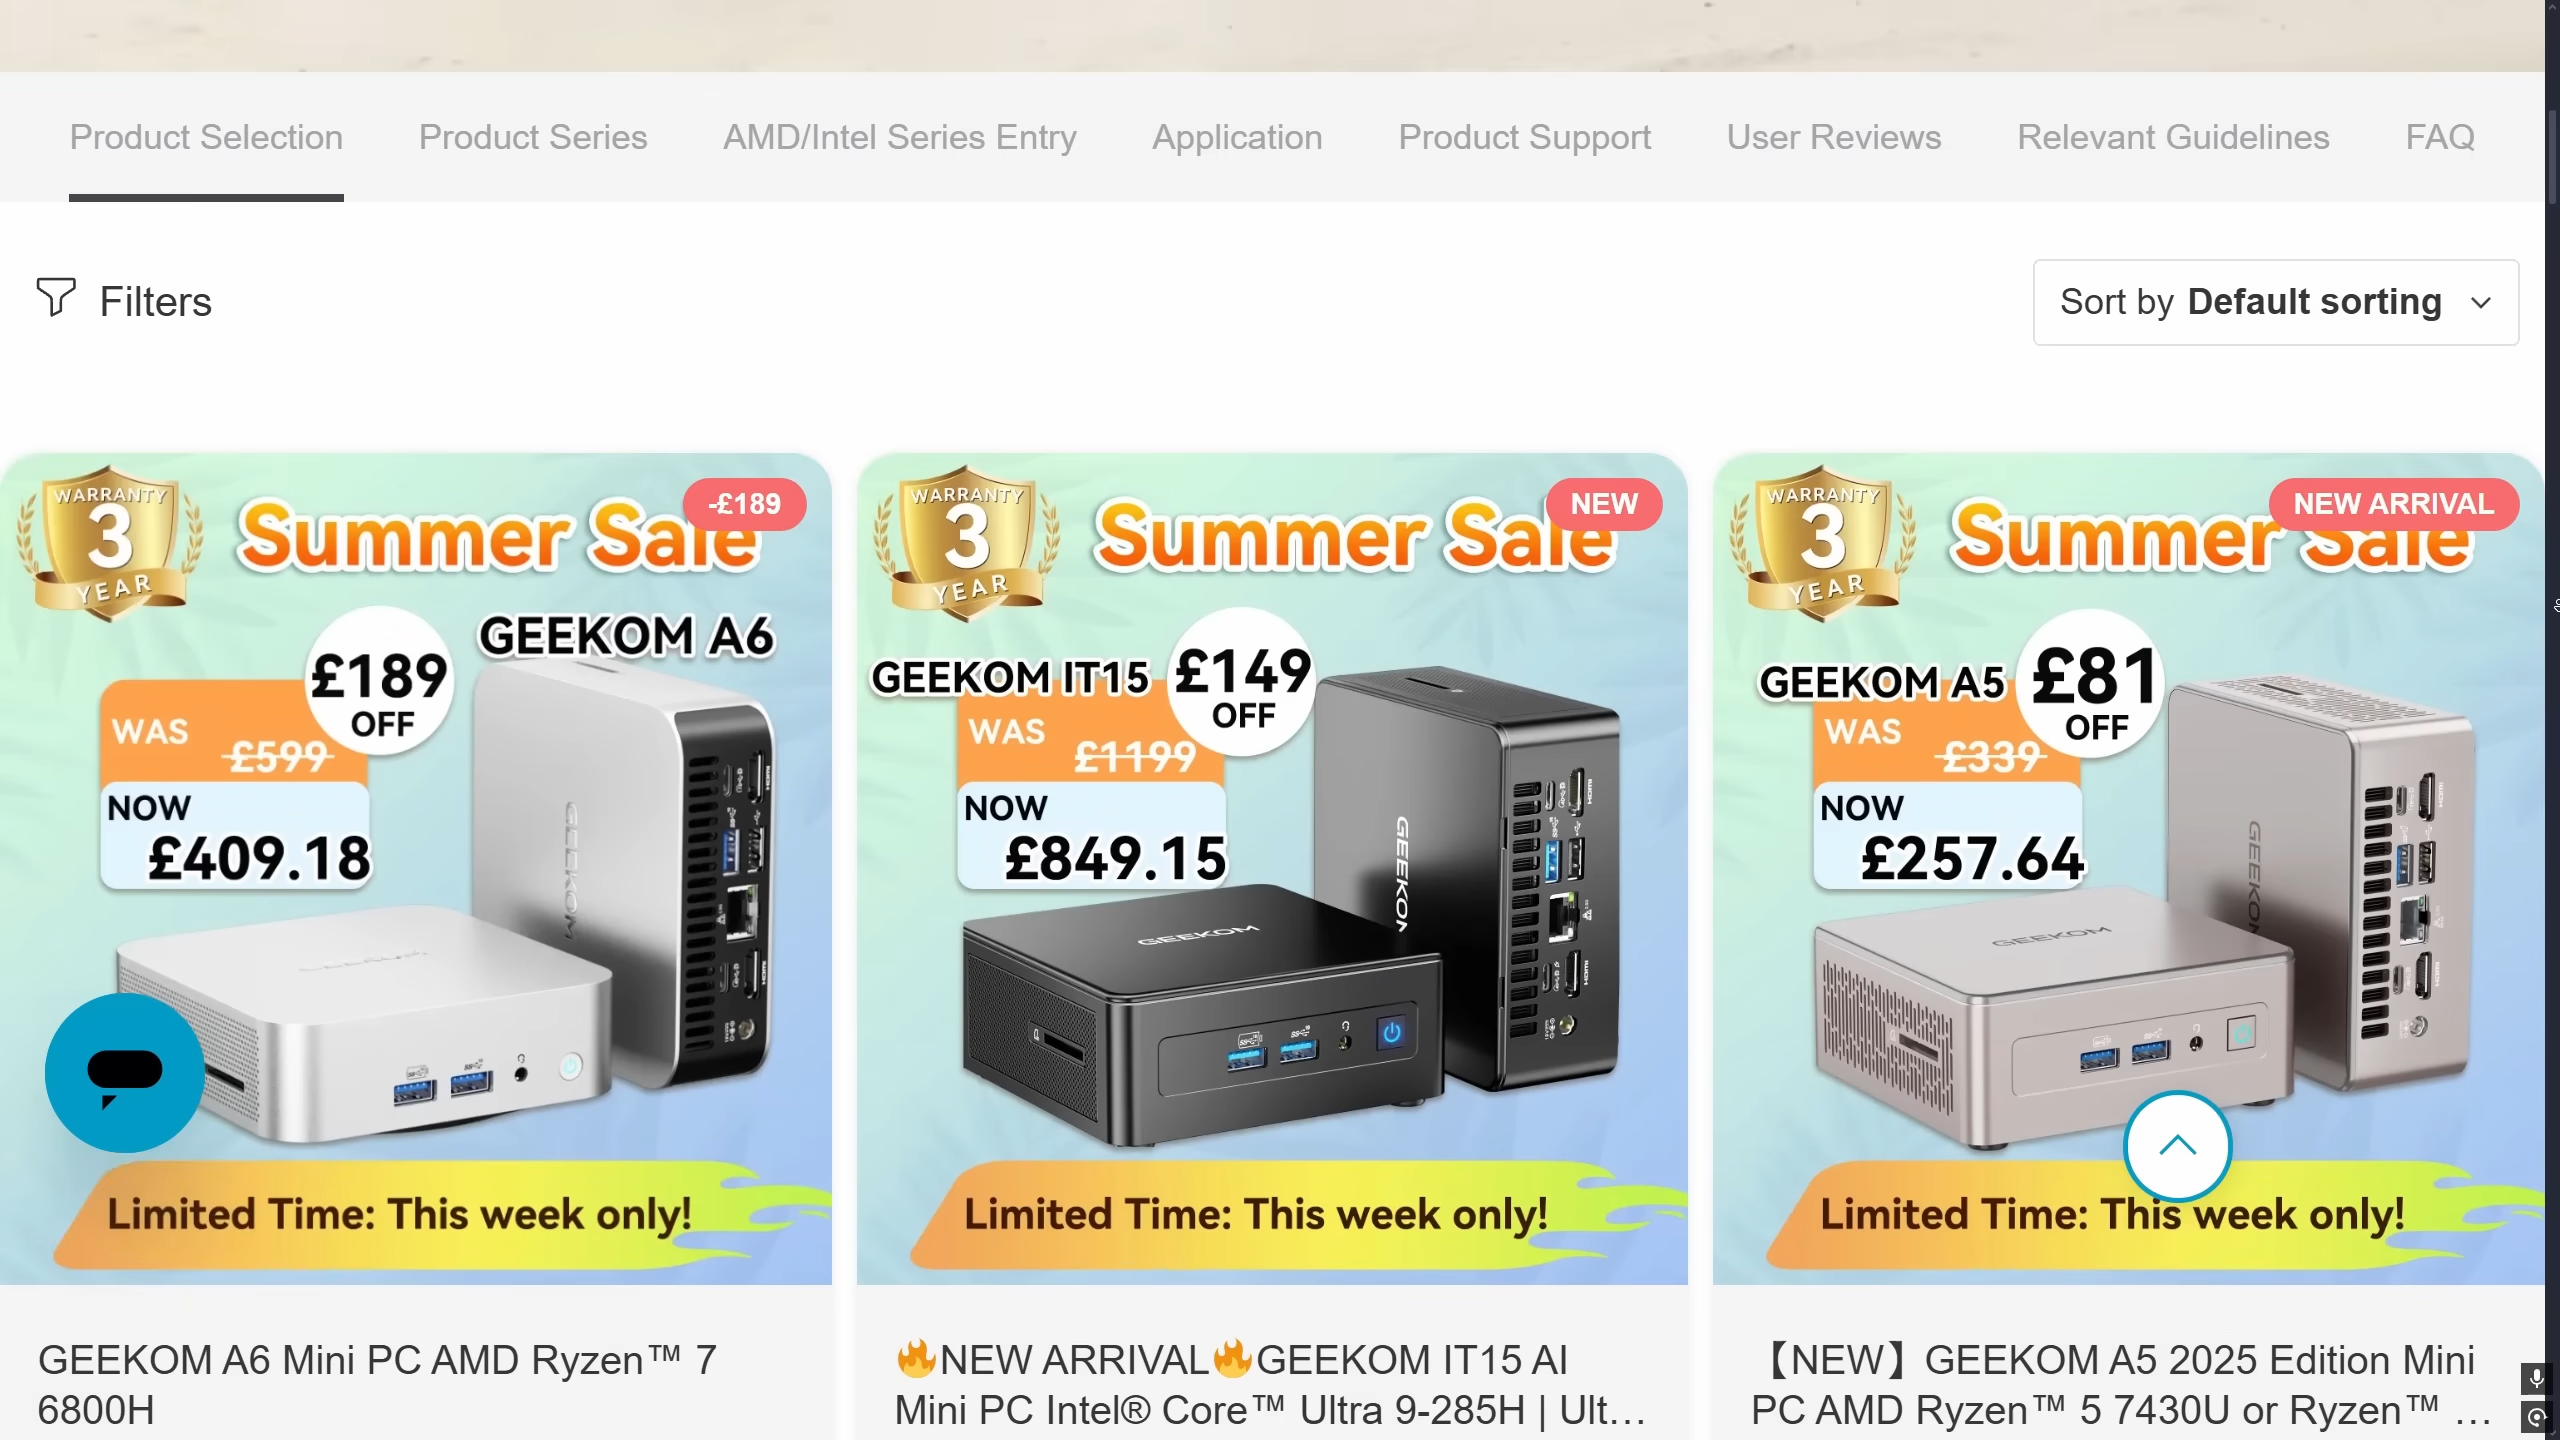 Product Selection
Product Series
AMD/Intel Series Entry
Application
Product Support
User Reviews
Relevant Guidelines
FAQ
Filters
Sort by Default sorting
WARRANTY
3
YEAR
Summer Sale
-£189
GEEKOM A6
£189
OFF
WAS
£599
NOW
£409.18
GEEKOM
Limited Time: This week only!
GEEKOM A6 Mini PC AMD Ryzen™ 7
6800H
WARRANTY
3
YEAR
Summer Sale
NEW
GEEKOM IT15
£149
OFF
WAS
£1199
NOW
£849.15
GEEKOM
GEEKOM
Limited Time: This week only!
🔥NEW ARRIVAL🔥GEEKOM IT15 AI
Mini PC Intel® Core™ Ultra 9-285H | Ult...
WARRANTY
3
YEAR
Summer Sale
NEW ARRIVAL
GEEKOM A5
£81
OFF
WAS
£339
NOW
£257.64
GEEKOM
GEEKOM
Limited Time: This week only!
【NEW】GEEKOM A5 2025 Edition Mini
PC AMD Ryzen™ 5 7430U or Ryzen™ ...